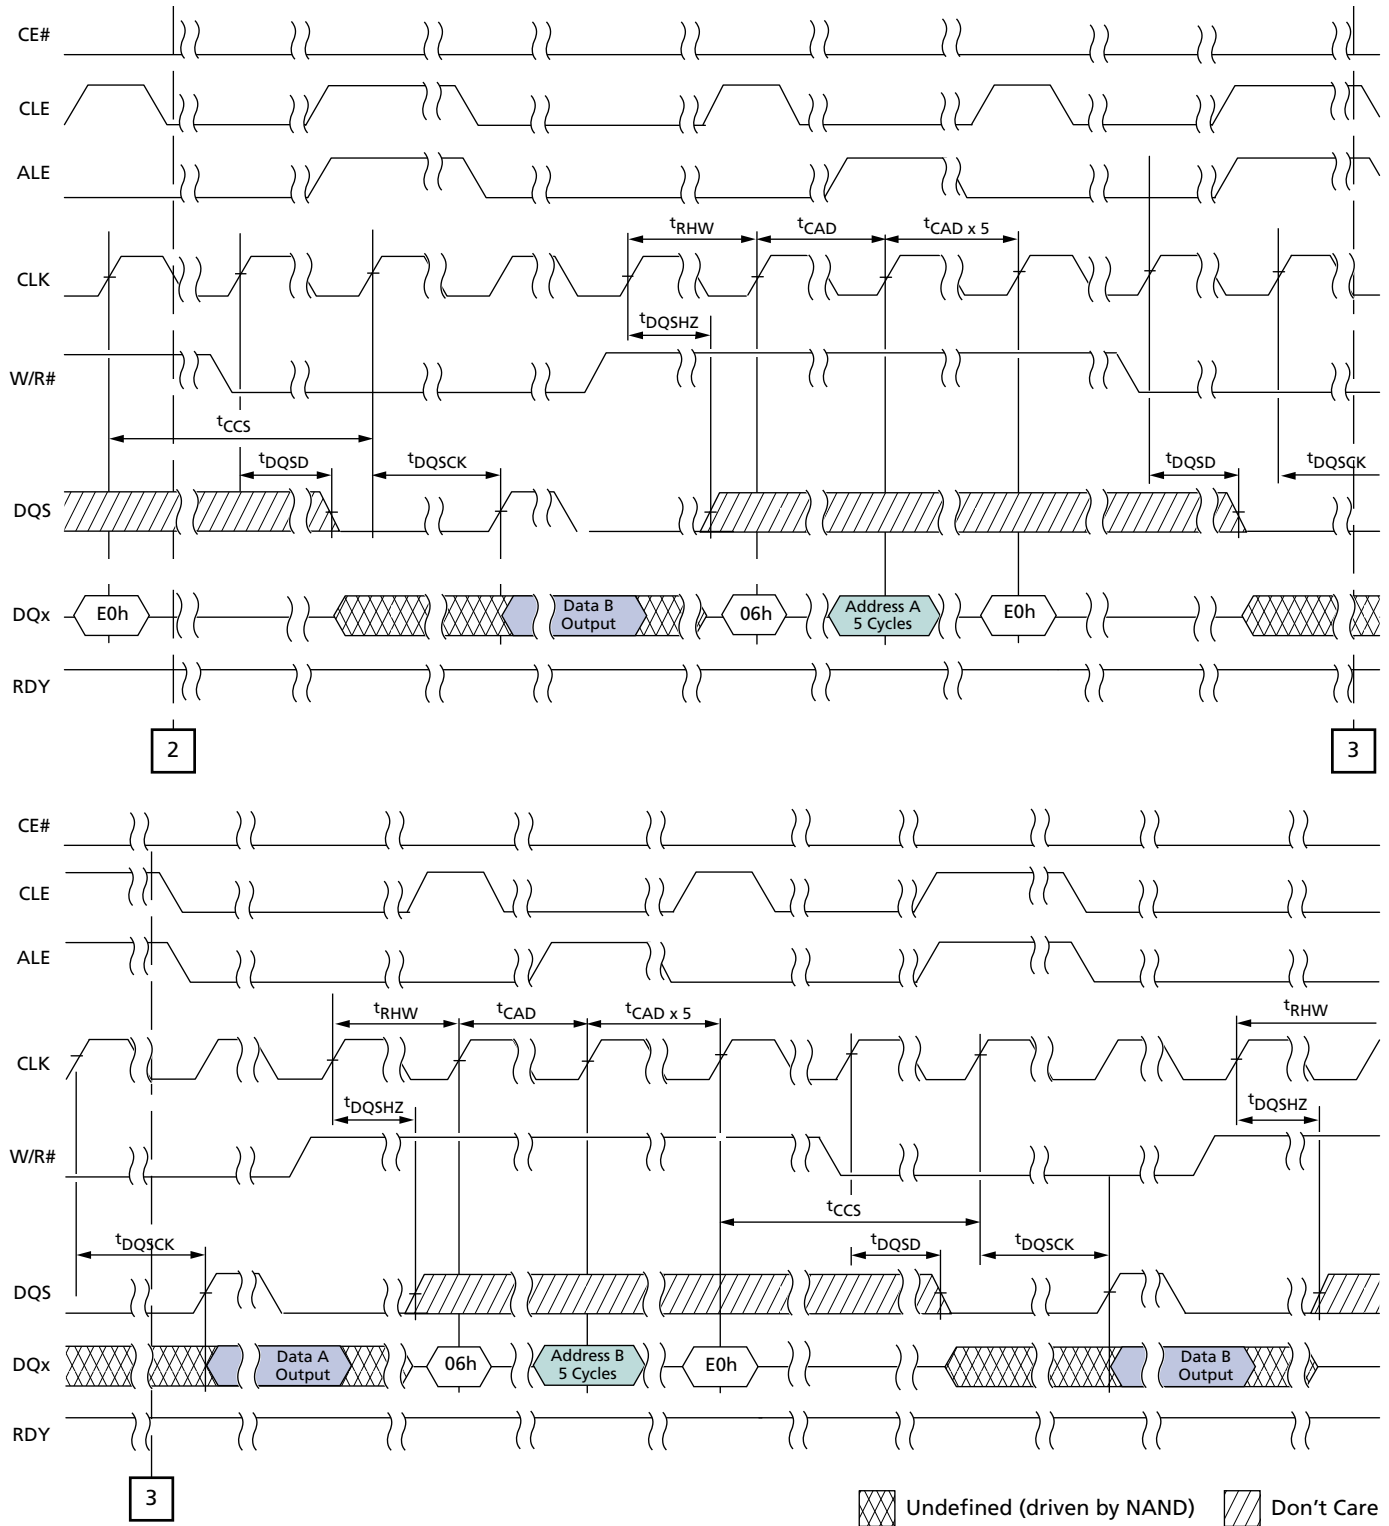 CE#
CLE
ALE
tRHW tCAD tCAD x 5
CLK
tDQSHZ
W/R#
tCCS
tDQSD tDQSCK tDQSD tDQSCK
DQS
DQx E0h Data B Output 06h Address A 5 Cycles E0h
RDY
2 3
CE#
CLE
ALE
tRHW tCAD tCAD x 5 tRHW
CLK
tDQSHZ tDQSHZ
W/R#
tCCS
tDQSCK tDQSD tDQSCK
DQS
DQx Data A Output 06h Address B 5 Cycles E0h Data B Output
RDY
3
Undefined (driven by NAND) Don't Care